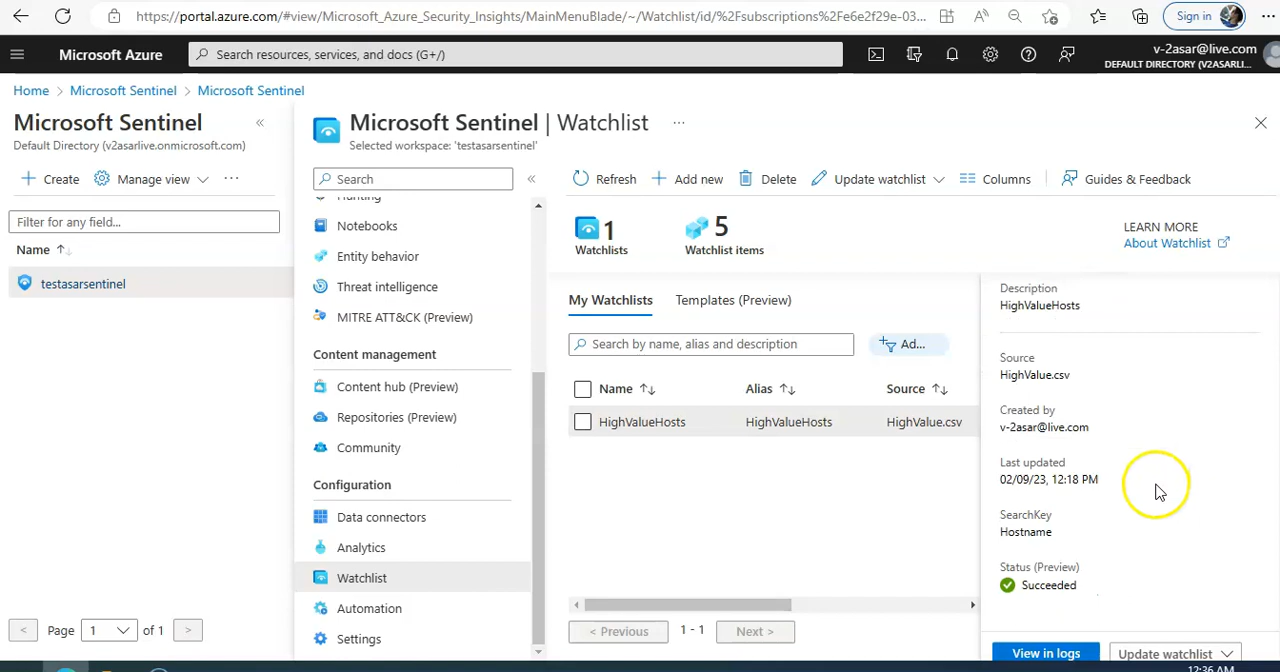 https://portal.azure.com/#view/Microsoft_Azure_Security_Insights/MainMenuBlade/~/Watchlist/id/%2Fsubscriptions%2Fe6e2f29e-03...
Sign in
Microsoft Azure
Search resources, services, and docs (G+/)
v-2asar@live.com
DEFAULT DIRECTORY (V2ASARLI...
Home > Microsoft Sentinel > Microsoft Sentinel
Microsoft Sentinel
Default Directory (v2asarlive.onmicrosoft.com)
Create
Manage view
Filter for any field...
Name
testasarsentinel
< Page 1 of 1 >
Microsoft Sentinel | Watchlist
Selected workspace: 'testasarsentinel'
Search
Hunting
Notebooks
Entity behavior
Threat intelligence
MITRE ATT&CK (Preview)
Content management
Content hub (Preview)
Repositories (Preview)
Community
Configuration
Data connectors
Analytics
Watchlist
Automation
Settings
Refresh
Add new
Delete
Update watchlist
Columns
Guides & Feedback
1
Watchlists
5
Watchlist items
LEARN MORE
About Watchlist
My Watchlists
Templates (Preview)
Search by name, alias and description
Ad...
Name Alias Source
HighValueHosts HighValueHosts HighValue.csv
< Previous 1 - 1 Next >
Description
HighValueHosts
Source
HighValue.csv
Created by
v-2asar@live.com
Last updated
02/09/23, 12:18 PM
SearchKey
Hostname
Status (Preview)
Succeeded
View in logs
Update watchlist
12:36 AM